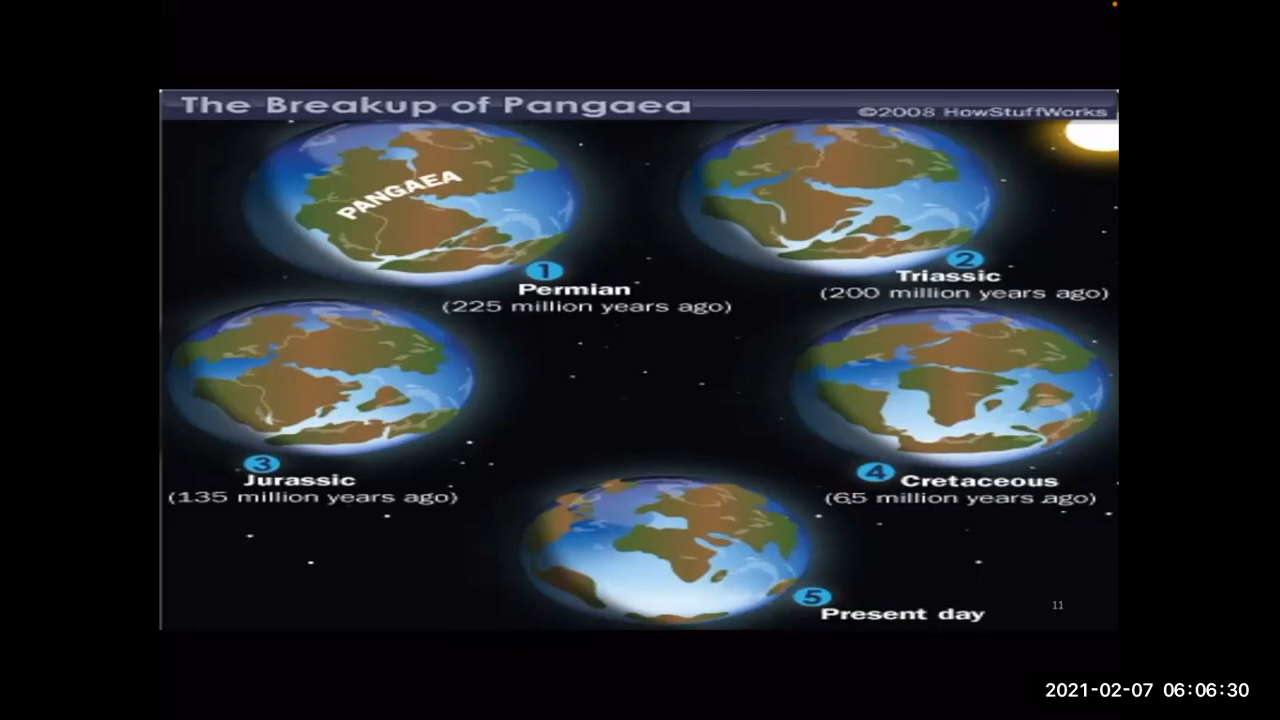 The Breakup of Pangaea
©2008 HowStuffWorks
PANGAEA
1
Permian
(225 million years ago)
2
Triassic
(200 million years ago)
3
Jurassic
(135 million years ago)
4
Cretaceous
(65 million years ago)
5
Present day
11
2021-02-07 06:06:30